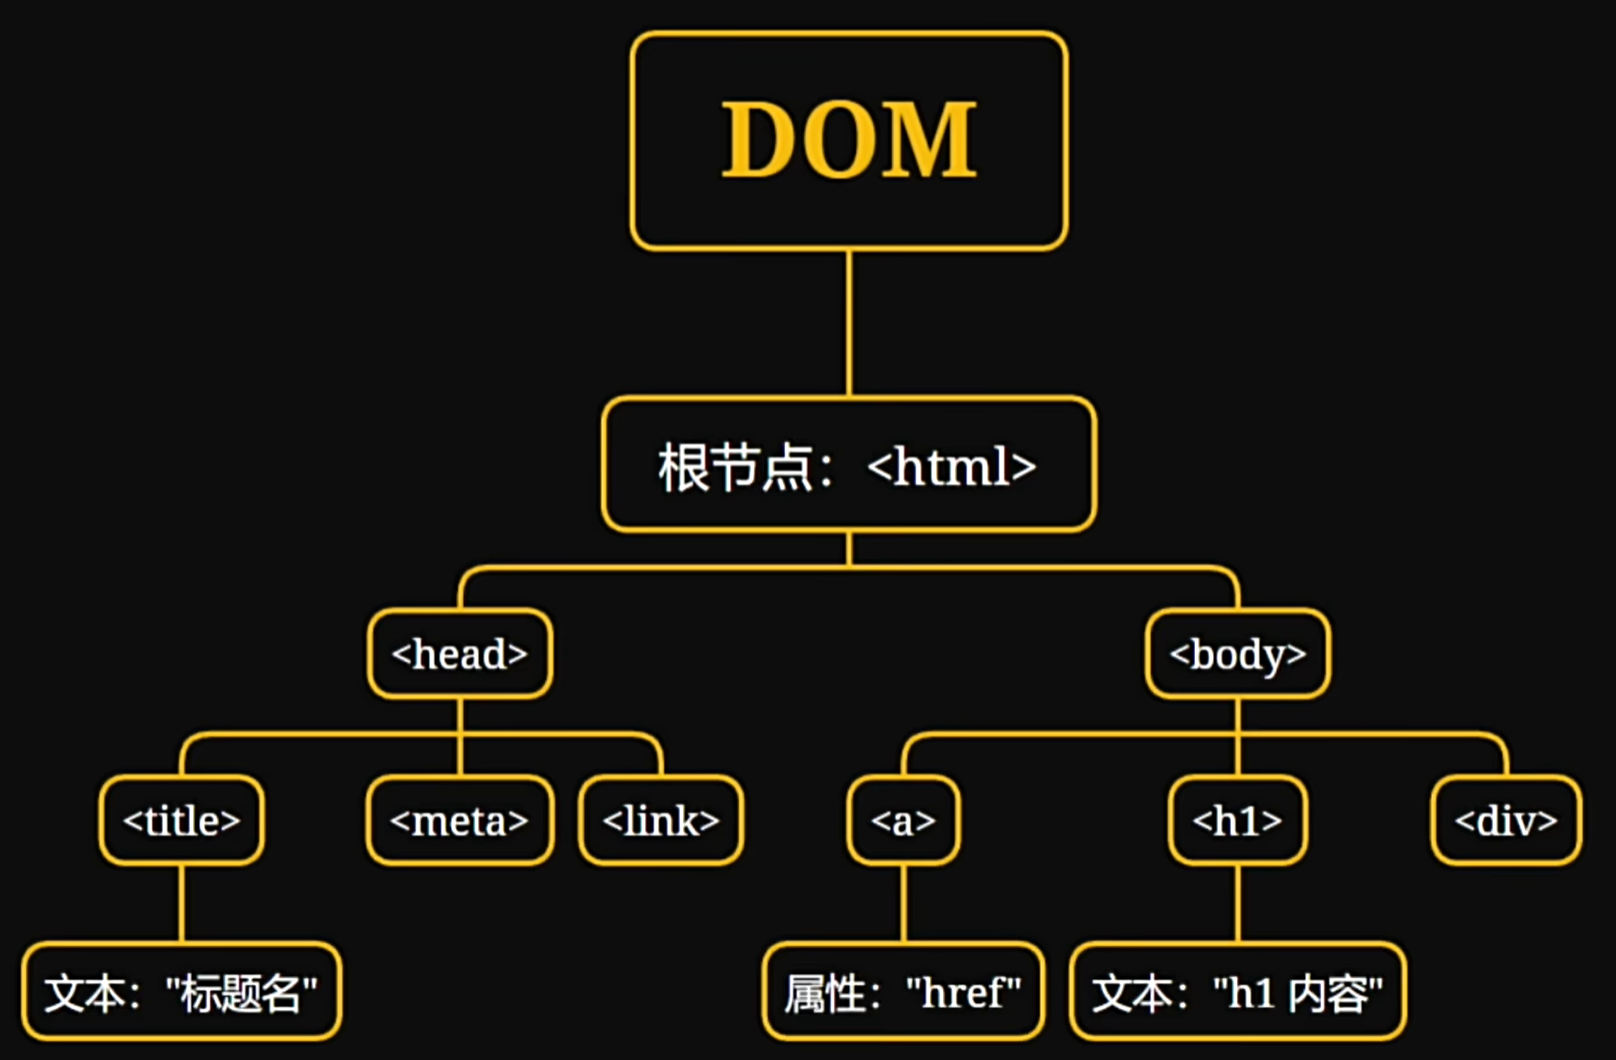 DOM
根节点：<html>
<head>
<body>
<title>
<meta>
<link>
<a>
<h1>
<div>
文本："标题名"
属性："href"
文本："h1 内容"